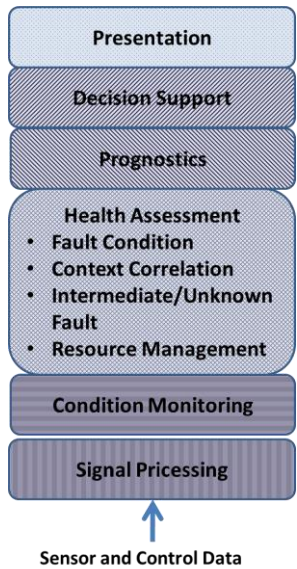 Presentation
Decision Support
Prognostics
Health Assessment
• Fault Condition
• Context Correlation
• Intermediate/Unknown
Fault
• Resource Management
Condition Monitoring
Signal Pricessing
Sensor and Control Data